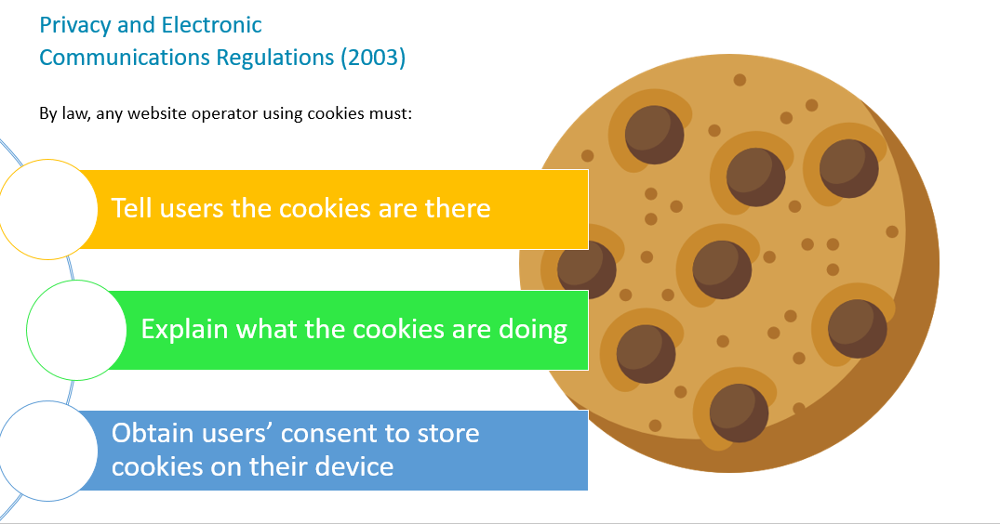 Privacy and Electronic
Communications Regulations (2003)
By law, any website operator using cookies must:
Tell users the cookies are there
Explain what the cookies are doing
Obtain users’ consent to store
cookies on their device